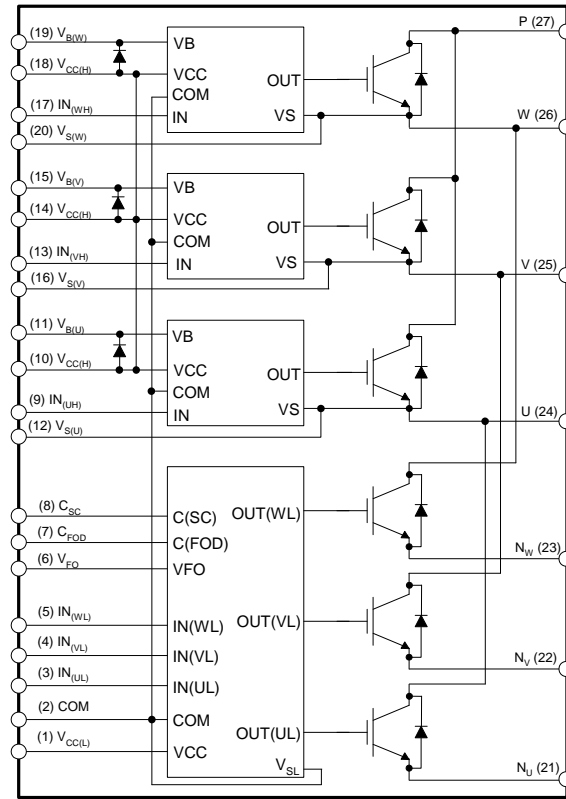 (19) VB(W)
(18) VCC(H)
(17) IN(WH)
(20) VS(W)
VB
VCC
COM
IN
OUT
VS
P (27)
W (26)
(15) VB(V)
(14) VCC(H)
(13) IN(VH)
(16) VS(V)
VB
VCC
COM
IN
OUT
VS
V (25)
(11) VB(U)
(10) VCC(H)
(9) IN(UH)
(12) VS(U)
VB
VCC
COM
IN
OUT
VS
U (24)
(8) CSC
(7) CFOD
(6) VFO
(5) IN(WL)
(4) IN(VL)
(3) IN(UL)
(2) COM
(1) VCC(L)
C(SC)
C(FOD)
VFO
IN(WL)
IN(VL)
IN(UL)
COM
VCC
OUT(WL)
OUT(VL)
OUT(UL)
VSL
NW (23)
NV (22)
NU (21)